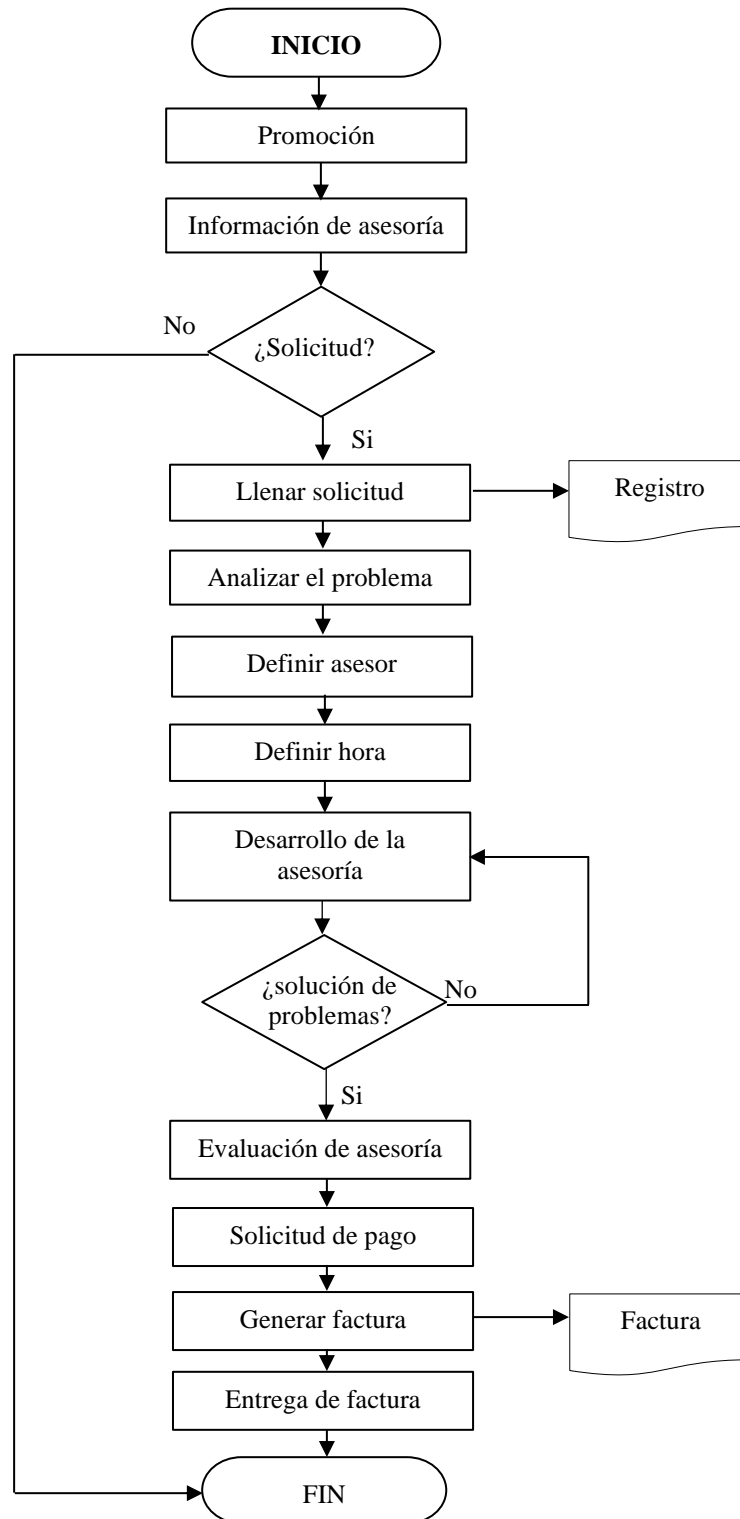 INICIO
Promoción
Información de asesoría
No
¿Solicitud?
Si
Llenar solicitud
Registro
Analizar el problema
Definir asesor
Definir hora
Desarrollo de la
asesoría
¿solución de
problemas?
No
Si
Evaluación de asesoría
Solicitud de pago
Generar factura
Factura
Entrega de factura
FIN